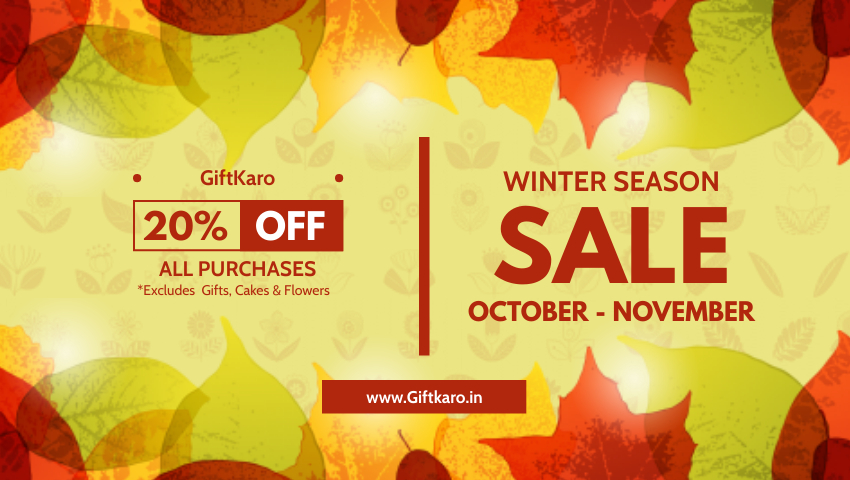 GiftKaro
20% OFF
ALL PURCHASES
*Excludes Gifts, Cakes & Flowers
WINTER SEASON
SALE
OCTOBER - NOVEMBER
www.Giftkaro.in